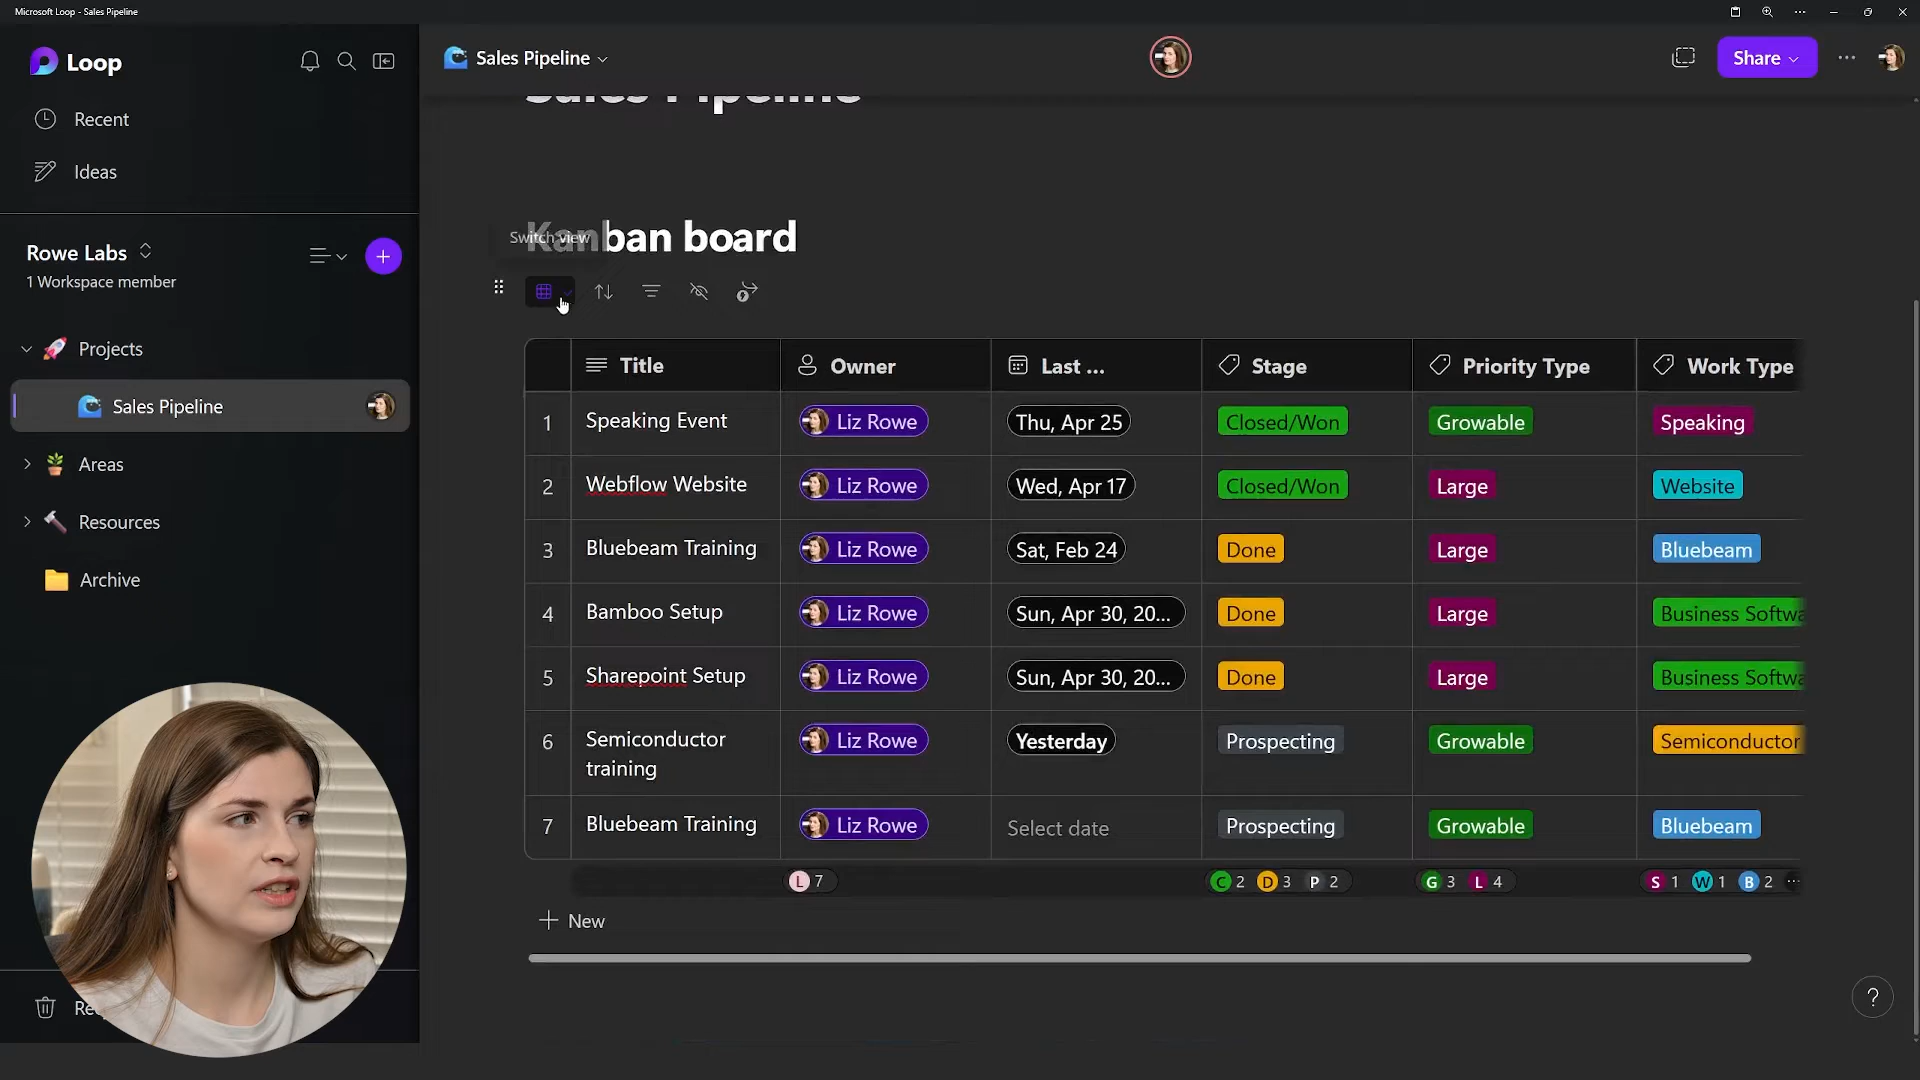 Microsoft Loop - Sales Pipeline
Loop
Sales Pipeline
Share
Recent
Ideas
Sales Pipeline
Rowe Labs
1 Workspace member
Kanban board
Switch view
Projects
Sales Pipeline
Areas
Resources
Archive
Title Owner Last ... Stage Priority Type Work Type
1 Speaking Event Liz Rowe Thu, Apr 25 Closed/Won Growable Speaking
2 Webflow Website Liz Rowe Wed, Apr 17 Closed/Won Large Website
3 Bluebeam Training Liz Rowe Sat, Feb 24 Done Large Bluebeam
4 Bamboo Setup Liz Rowe Sun, Apr 30, 20... Done Large Business Softwa
5 Sharepoint Setup Liz Rowe Sun, Apr 30, 20... Done Large Business Softwa
6 Semiconductor training Liz Rowe Yesterday Prospecting Growable Semiconductor
7 Bluebeam Training Liz Rowe Select date Prospecting Growable Bluebeam
L 7 C 2 D 3 P 2 G 3 L 4 S 1 W 1 B 2 ...
+ New
?